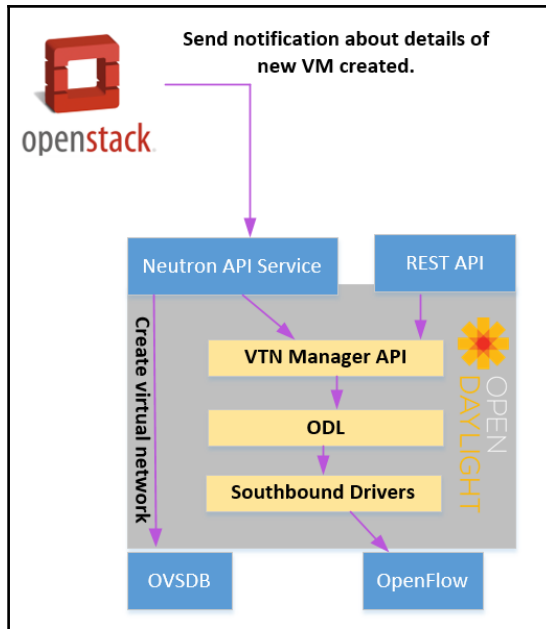 Send notification about details of
new VM created.
openstack
Neutron API Service
REST API
Create virtual network
VTN Manager API
OPEN
DAYLIGHT
ODL
Southbound Drivers
OVSDB
OpenFlow